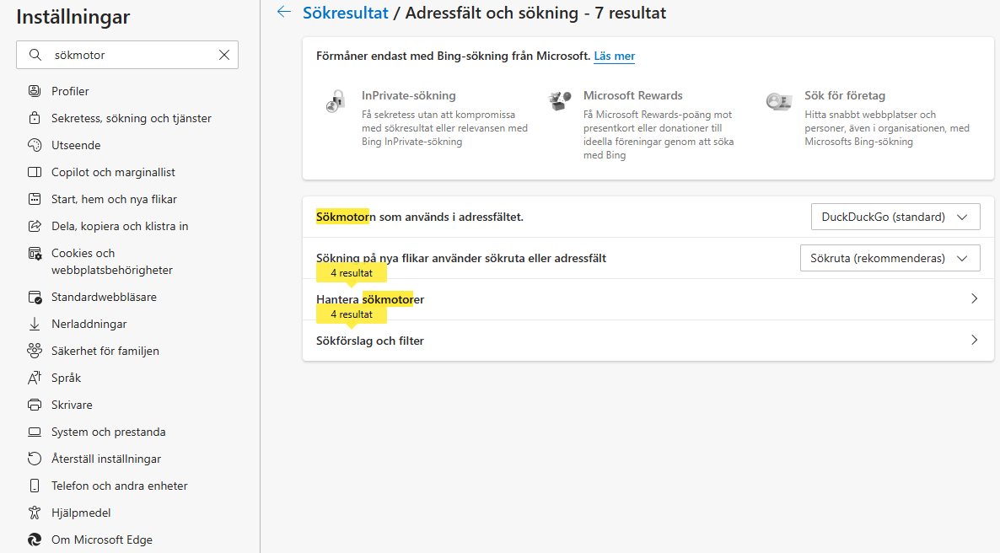 Inställningar
sökmotor
Profiler
Sekretess, sökning och tjänster
Utseende
Copilot och marginallist
Start, hem och nya flikar
Dela, kopiera och klistra in
Cookies och
webbplatsbehörigheter
Standardwebbläsare
Nerladdningar
Säkerhet för familjen
Språk
Skrivare
System och prestanda
Återställ inställningar
Telefon och andra enheter
Hjälpmedel
Om Microsoft Edge
Sökresultat / Adressfält och sökning - 7 resultat
Förmåner endast med Bing-sökning från Microsoft. Läs mer
InPrivate-sökning
Få sekretess utan att kompromissa
med sökresultat eller relevansen med
Bing InPrivate-sökning
Microsoft Rewards
Få Microsoft Rewards-poäng mot
presentkort eller donationer till
ideella föreningar genom att söka
med Bing
Sök för företag
Hitta snabbt webbplatser och
personer, även i organisationen, med
Microsofts Bing-sökning
Sökmotorn som används i adressfältet.
DuckDuckGo (standard)
Sökning på nya flikar använder sökruta eller adressfält
Sökruta (rekommenderas)
4 resultat
Hantera sökmotorer
4 resultat
Sökförslag och filter